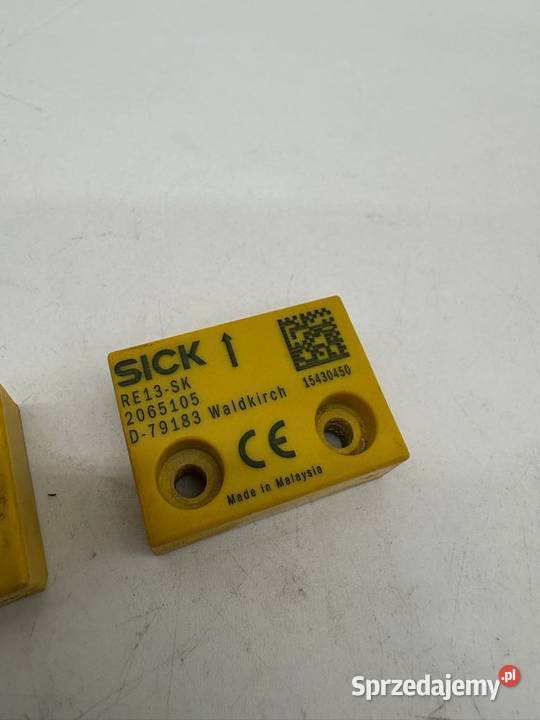 SICK ↑
RE13-SK
2065105
D-79183 Waldkirch
15430450
CE
Made in Malaysia
Sprzedajemy.pl